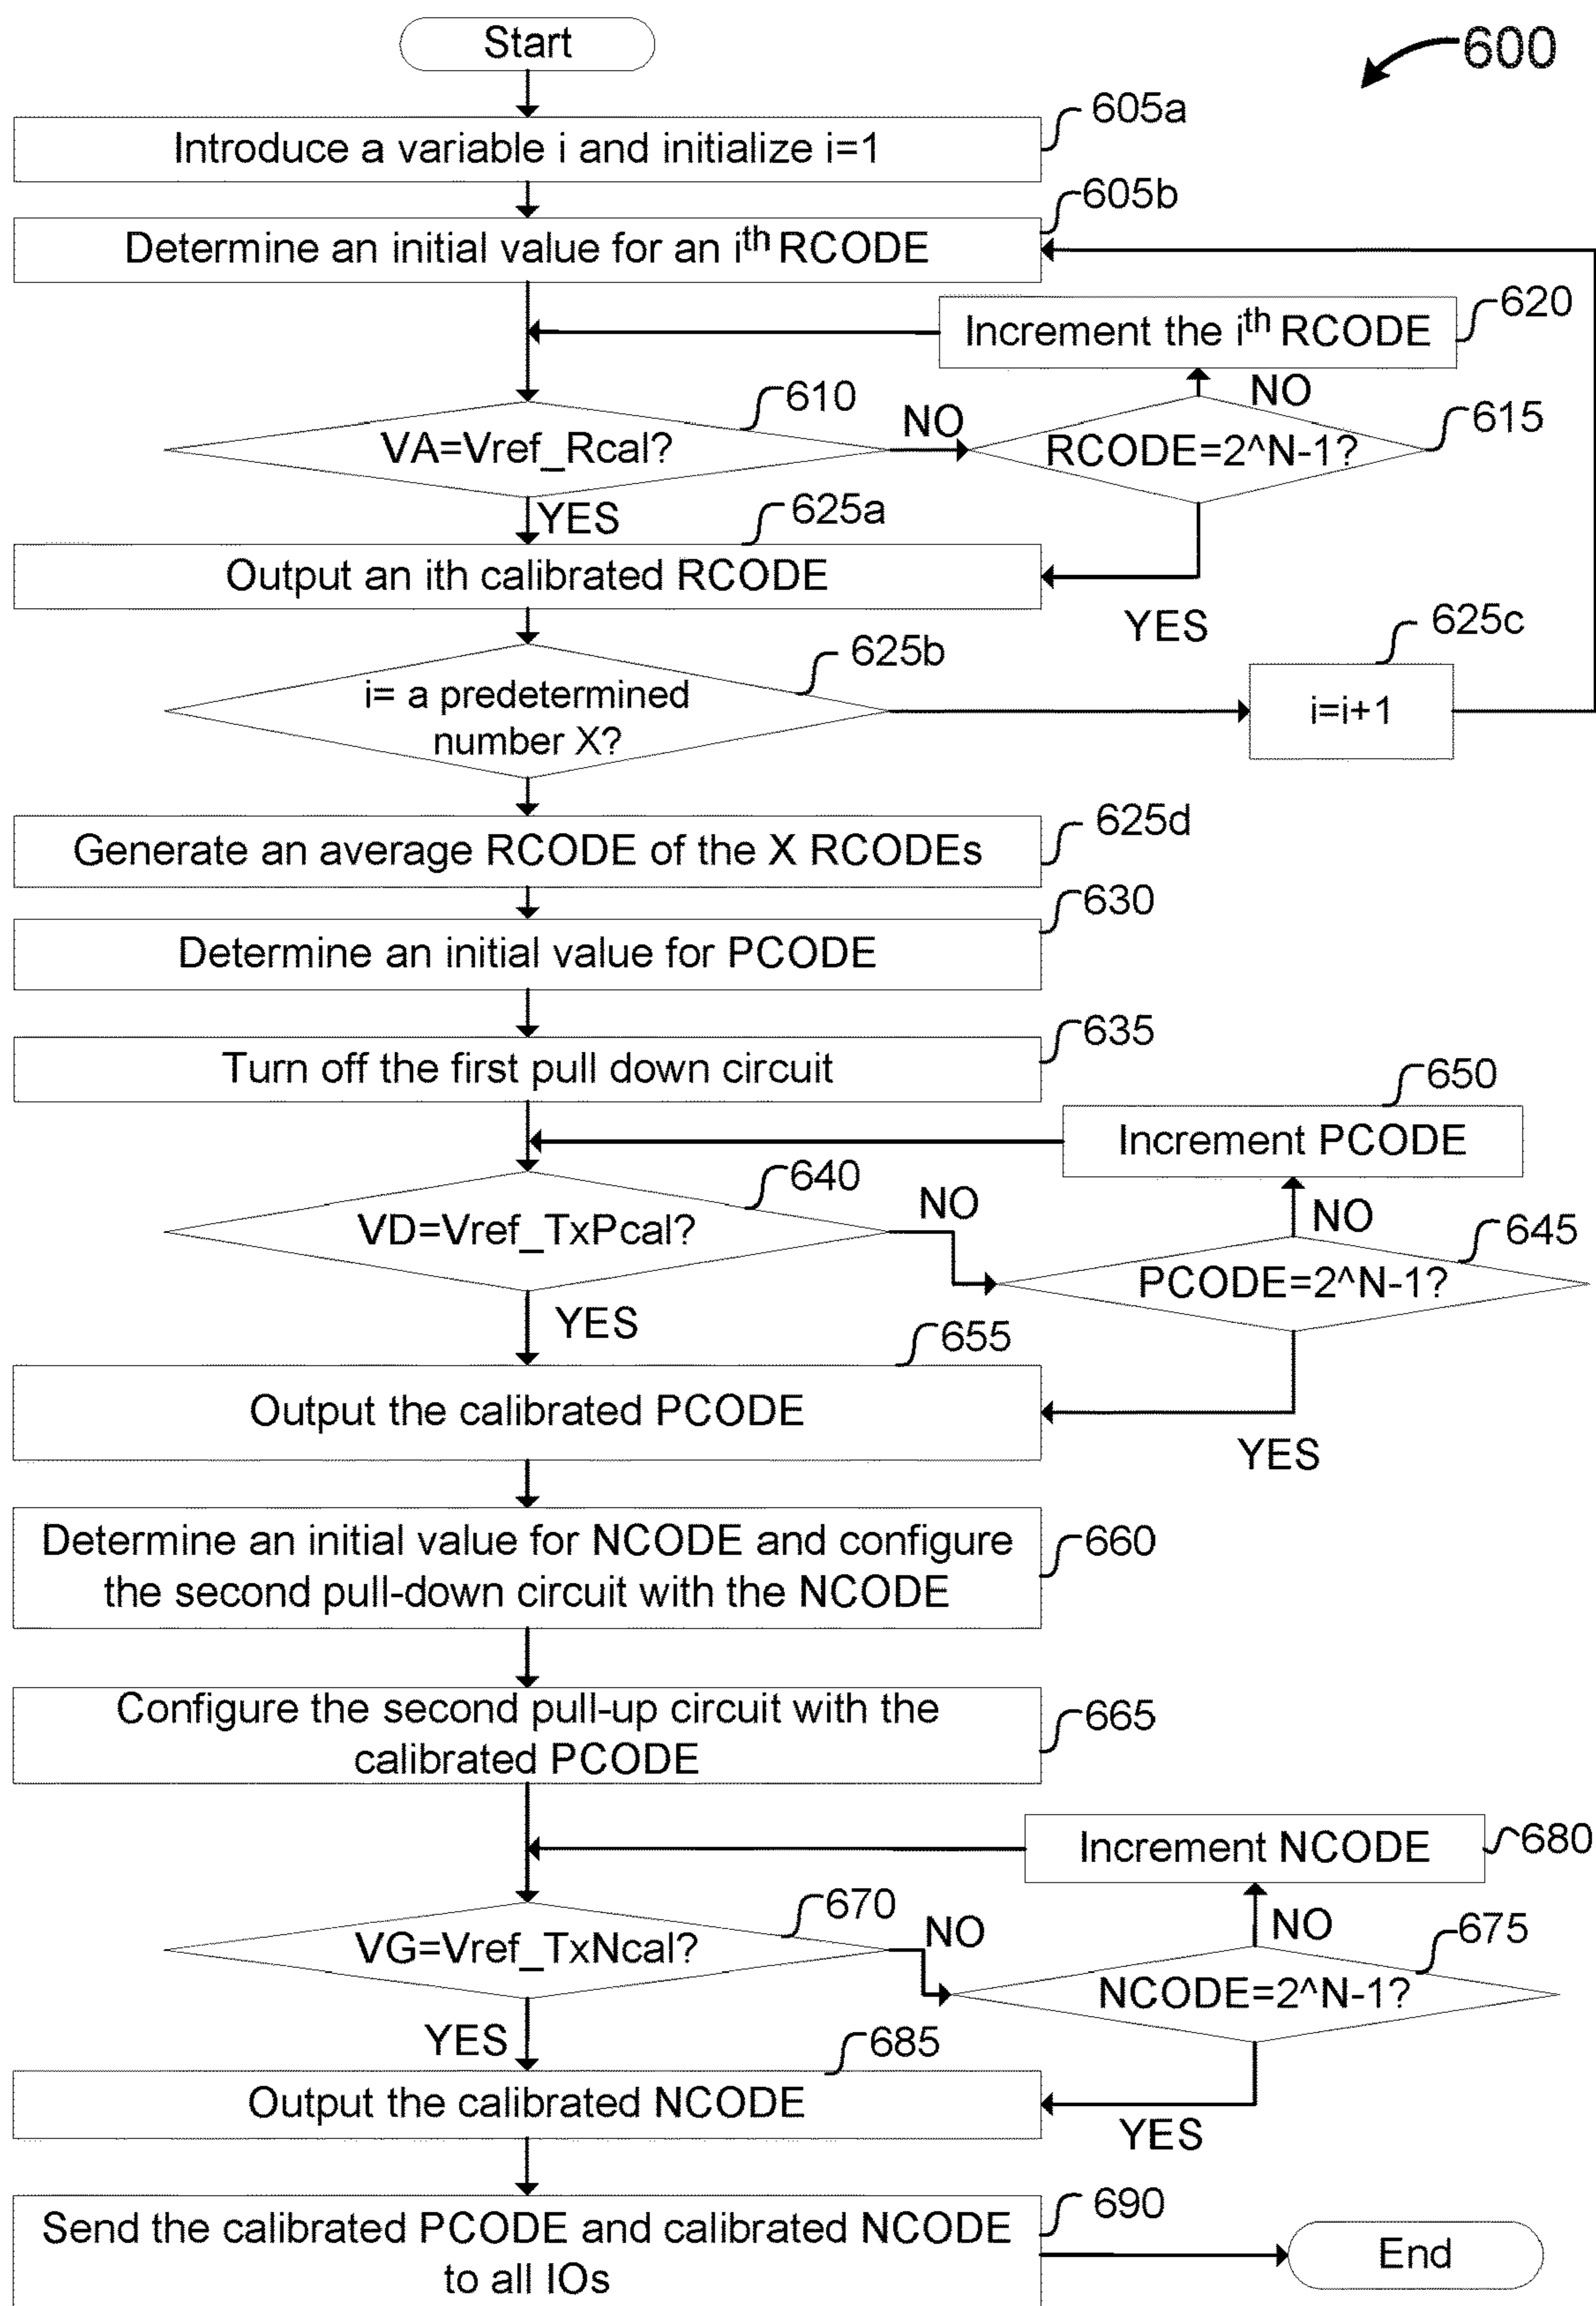 Start
600
605a
Introduce a variable i and initialize i=1
605b
Determine an initial value for an ith RCODE
620
Increment the ith RCODE
610
NO
NO
615
VA=Vref_Rcal?
RCODE=2^N-1?
YES
625a
Output an ith calibrated RCODE
YES
625b
625c
i= a predetermined
number X?
i=i+1
625d
Generate an average RCODE of the X RCODEs
630
Determine an initial value for PCODE
635
Turn off the first pull down circuit
650
Increment PCODE
640
NO
NO
645
VD=Vref_TxPcal?
PCODE=2^N-1?
YES
655
Output the calibrated PCODE
YES
Determine an initial value for NCODE and configure
the second pull-down circuit with the NCODE
660
Configure the second pull-up circuit with the
calibrated PCODE
665
Increment NCODE
680
670
NO
NO
675
VG=Vref_TxNcal?
NCODE=2^N-1?
YES
685
Output the calibrated NCODE
YES
690
Send the calibrated PCODE and calibrated NCODE
to all IOs
End